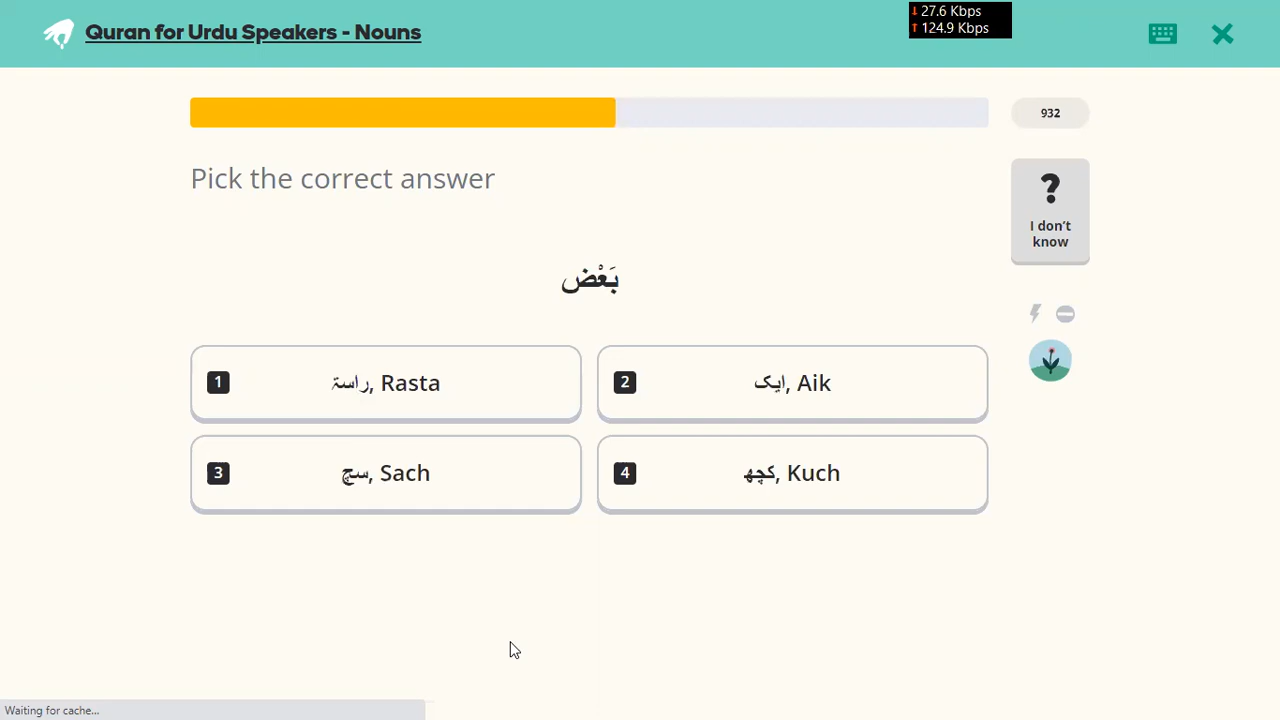 Quran for Urdu Speakers - Nouns
↓ 27.6 Kbps
↑ 124.9 Kbps
932
Pick the correct answer
?
I don't
know
بَعْض
1 راستہ, Rasta
2 ایک, Aik
3 سچ, Sach
4 کچھ, Kuch
Waiting for cache...